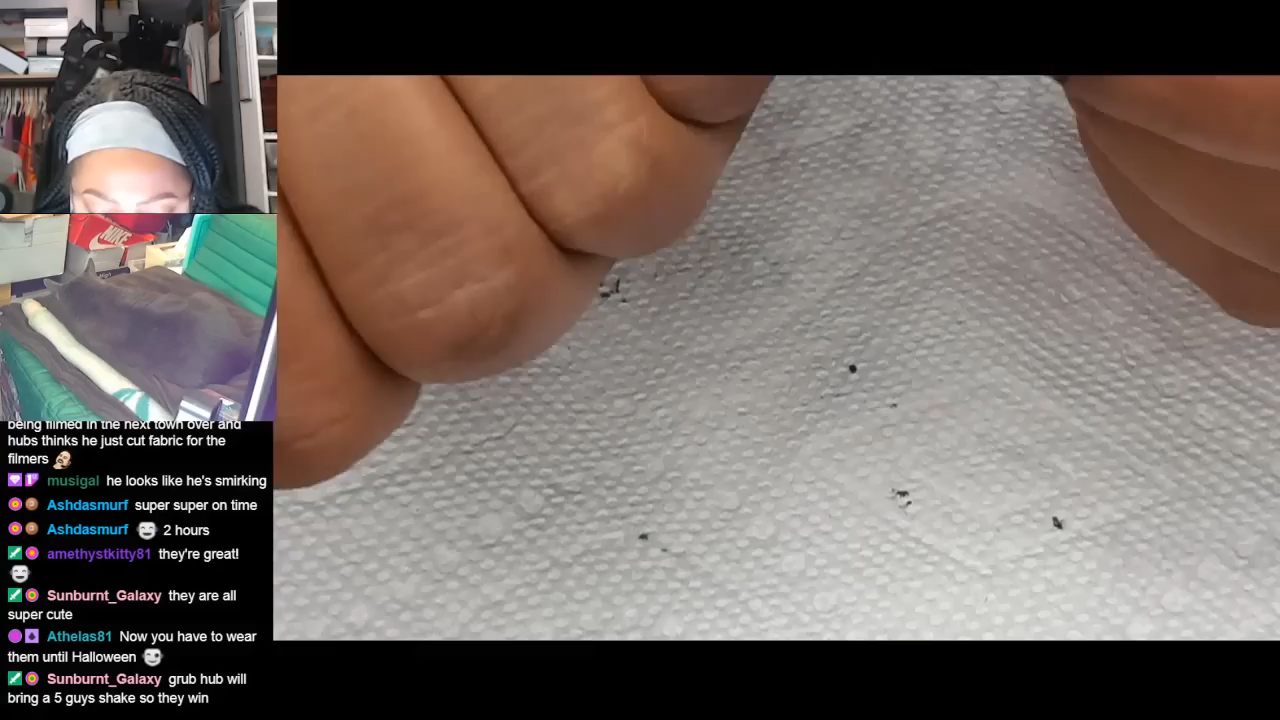 NIKE
being filmed in the next town over and
hubs thinks he just cut fabric for the
filmers
musigal he looks like he's smirking
Ashdasmurf super super on time
Ashdasmurf 2 hours
amethystkitty81 they're great!
Sunburnt_Galaxy they are all
super cute
Athelas81 Now you have to wear
them until Halloween
Sunburnt_Galaxy grub hub will
bring a 5 guys shake so they win